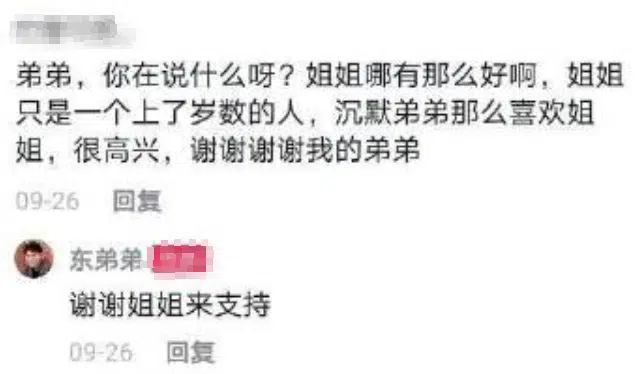 弟弟，你在说什么呀？姐姐哪有那么好啊，姐姐
只是一个上了岁数的人，沉默弟弟那么喜欢姐
姐，很高兴，谢谢谢谢我的弟弟
09-26 回复
东弟弟
谢谢姐姐来支持
09-26 回复